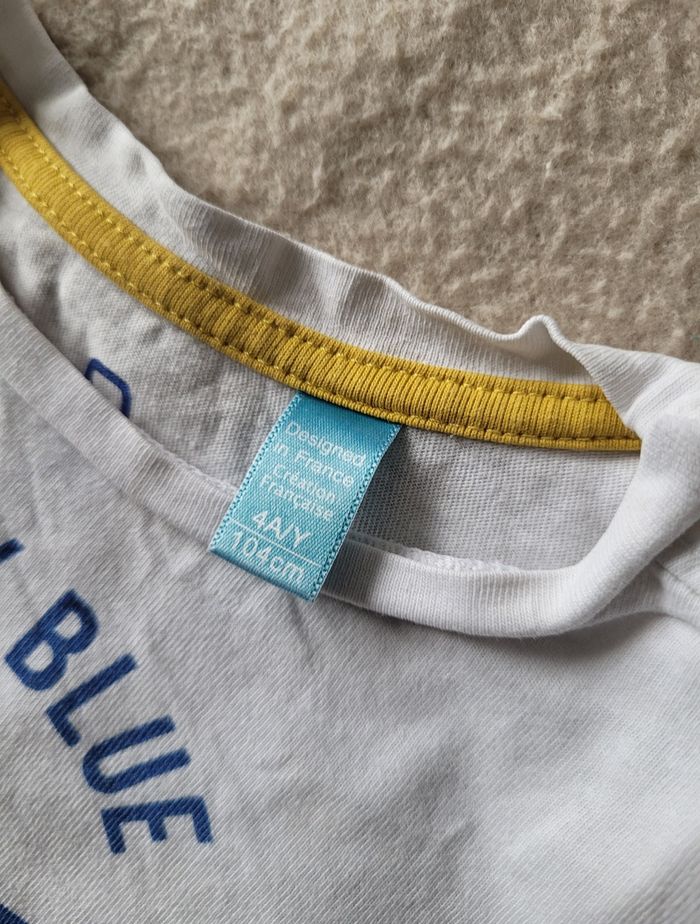 Designed
in France
Création
Française
4A/Y
104cm
BLUE